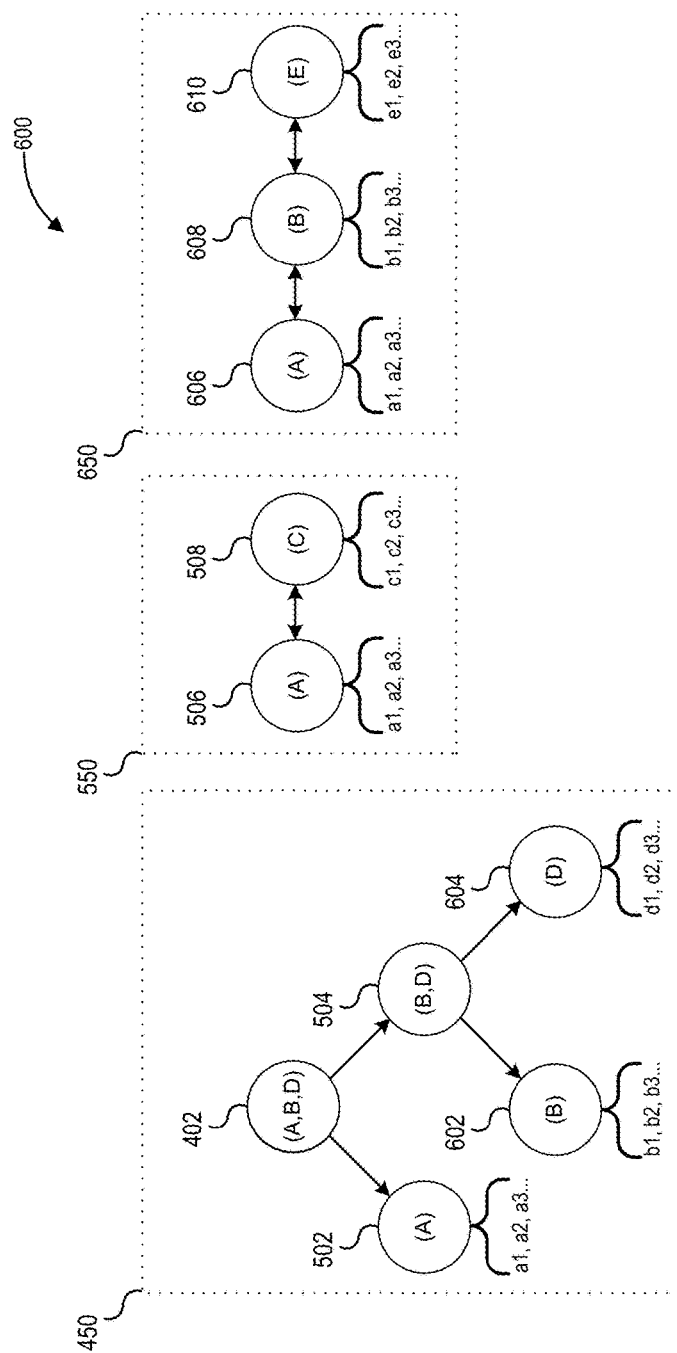 600
450
402
(A,B,D)
502
(A)
a1, a2, a3...
504
(B,D)
602
(B)
b1, b2, b3...
604
(D)
d1, d2, d3...
550
506
(A)
a1, a2, a3...
508
(C)
c1, c2, c3...
650
606
(A)
a1, a2, a3...
608
(B)
b1, b2, b3...
610
(E)
e1, e2, e3...